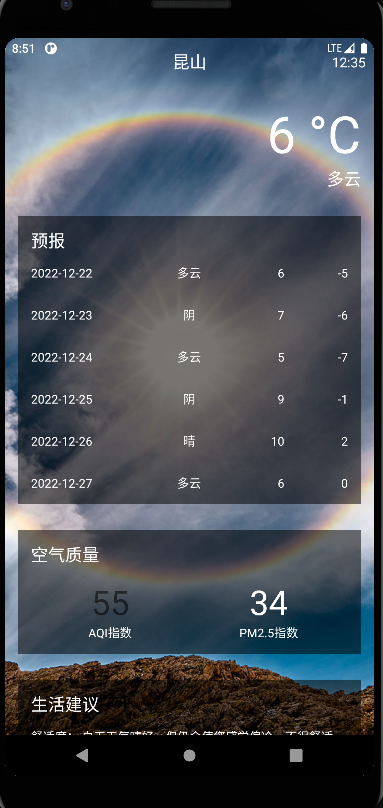 8:51 LTE
昆山 12:35
6 °C
多云
预报
2022-12-22 多云 6 -5
2022-12-23 阴 7 -6
2022-12-24 多云 5 -7
2022-12-25 阴 9 -1
2022-12-26 晴 10 2
2022-12-27 多云 6 0
空气质量
55 34
AQI指数 PM2.5指数
生活建议